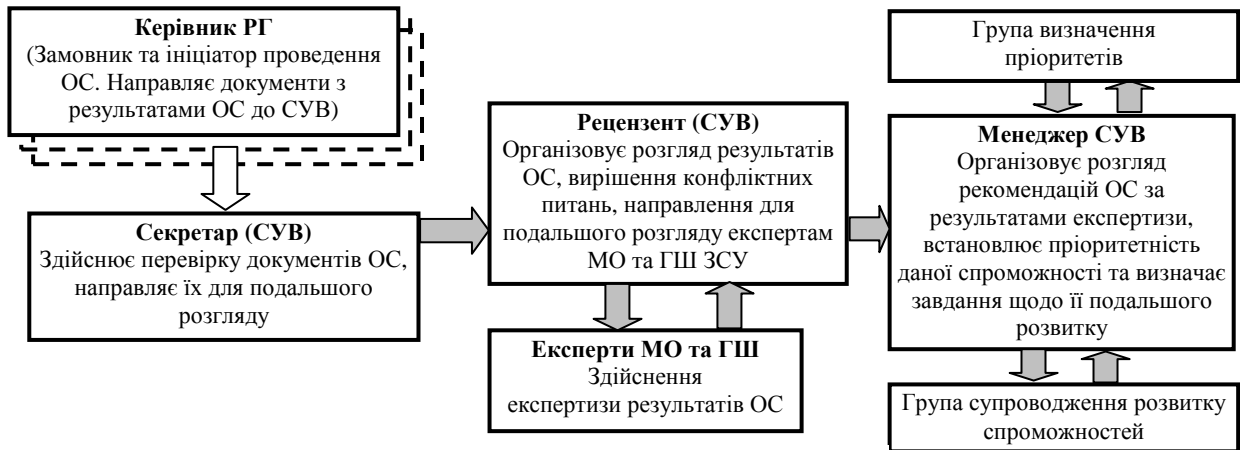 Керівник РГ
(Замовник та ініціатор проведення
ОС. Направляє документи з
результатами ОС до СУВ)
Секретар (СУВ)
Здійснює перевірку документів ОС,
направляє їх для подальшого
розгляду
Рецензент (СУВ)
Організовує розгляд результатів
ОС, вирішення конфліктних
питань, направлення для
подальшого розгляду експертам
МО та ГШ ЗСУ
Експерти МО та ГШ
Здійснення
експертизи результатів ОС
Група визначення
пріоритетів
Менеджер СУВ
Організовує розгляд
рекомендацій ОС за
результатами експертизи,
встановлює пріоритетність
даної спроможності та визначає
завдання щодо її подальшого
розвитку
Група супроводження розвитку
спроможностей